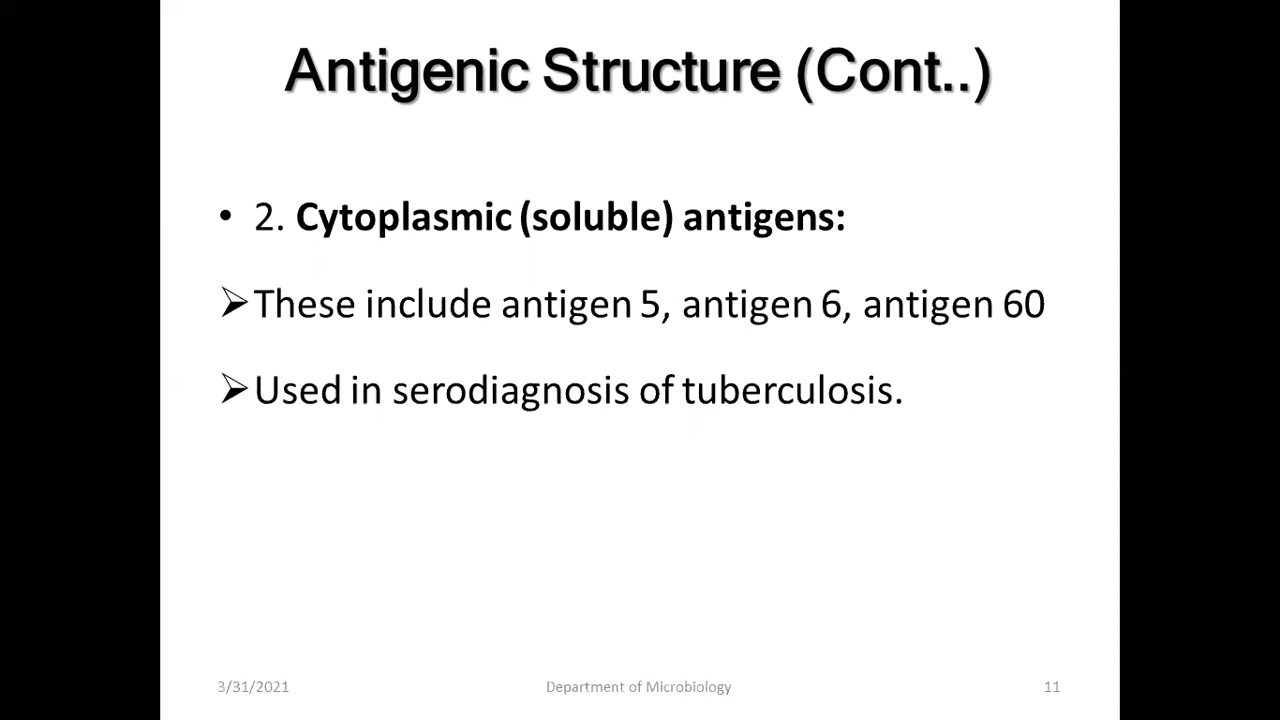 Antigenic Structure (Cont..)
• 2. Cytoplasmic (soluble) antigens:
➢These include antigen 5, antigen 6, antigen 60
➢Used in serodiagnosis of tuberculosis.
3/31/2021 Department of Microbiology 11